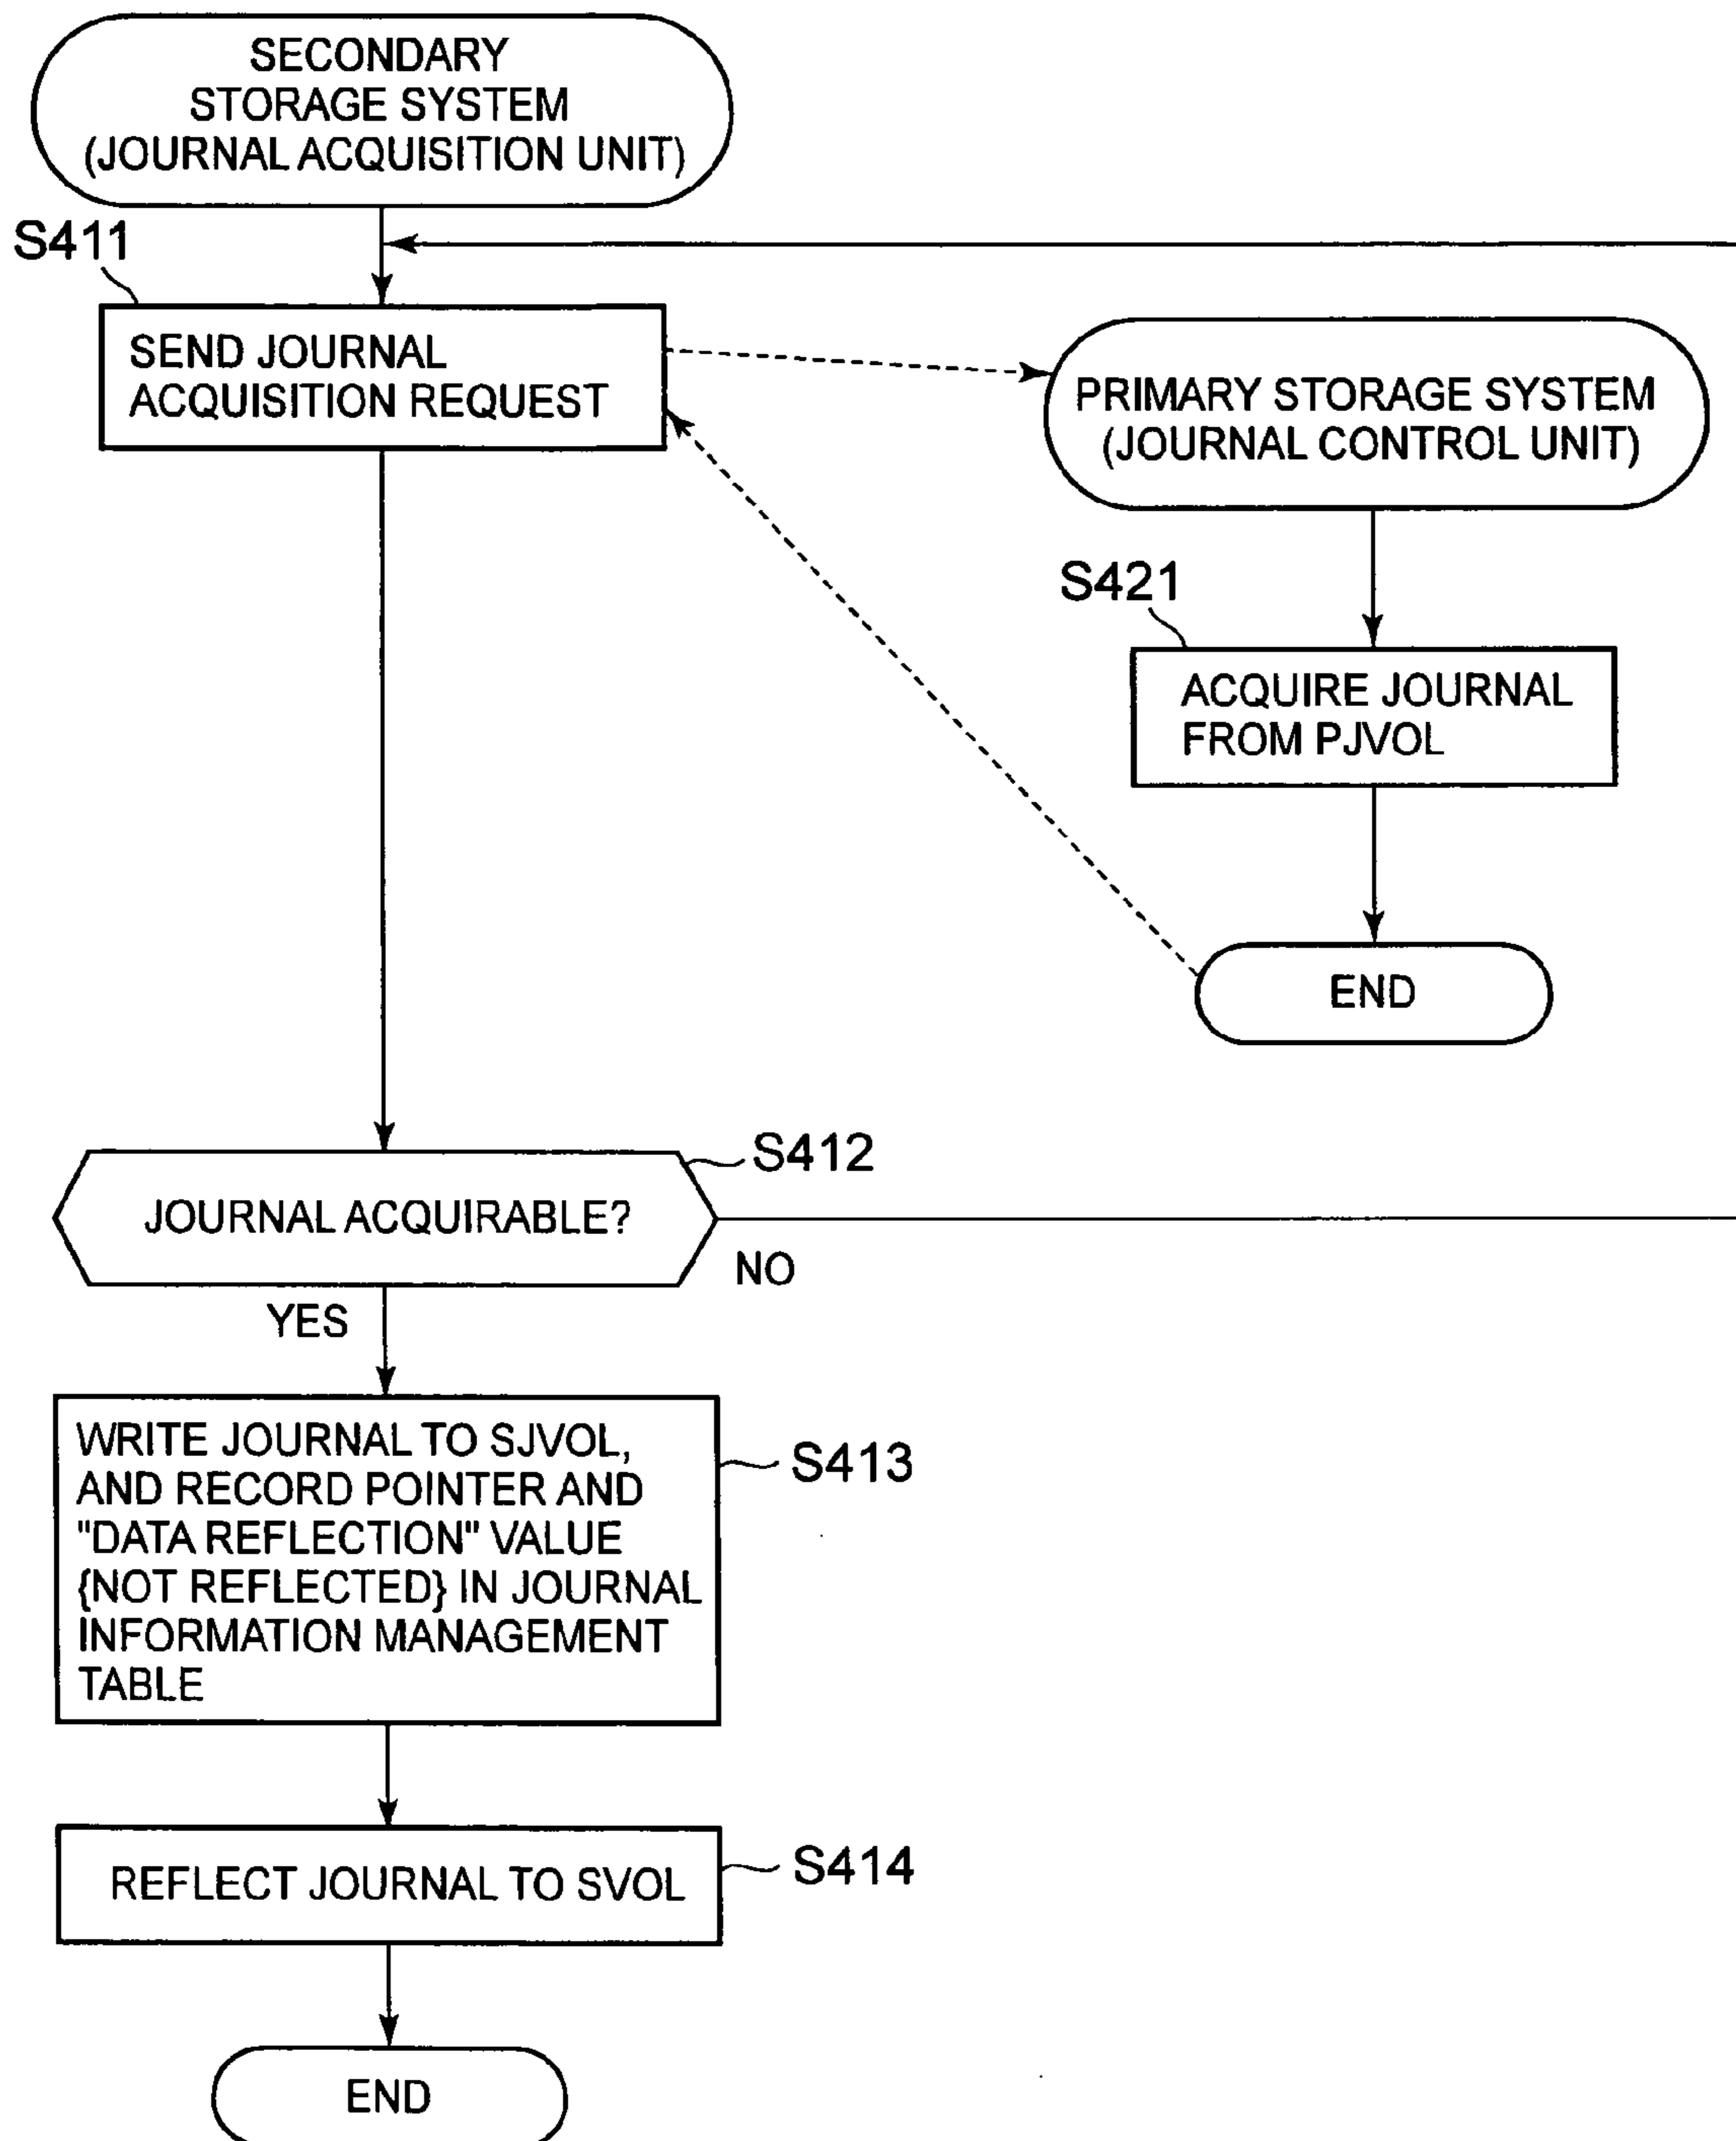 SECONDARY
STORAGE SYSTEM
(JOURNAL ACQUISITION UNIT)
S411
SEND JOURNAL
ACQUISITION REQUEST
PRIMARY STORAGE SYSTEM
(JOURNAL CONTROL UNIT)
S421
ACQUIRE JOURNAL
FROM PJVOL
END
S412
JOURNAL ACQUIRABLE?
NO
YES
WRITE JOURNAL TO SJVOL,
AND RECORD POINTER AND
"DATA REFLECTION" VALUE
{NOT REFLECTED} IN JOURNAL
INFORMATION MANAGEMENT
TABLE
S413
REFLECT JOURNAL TO SVOL
S414
END